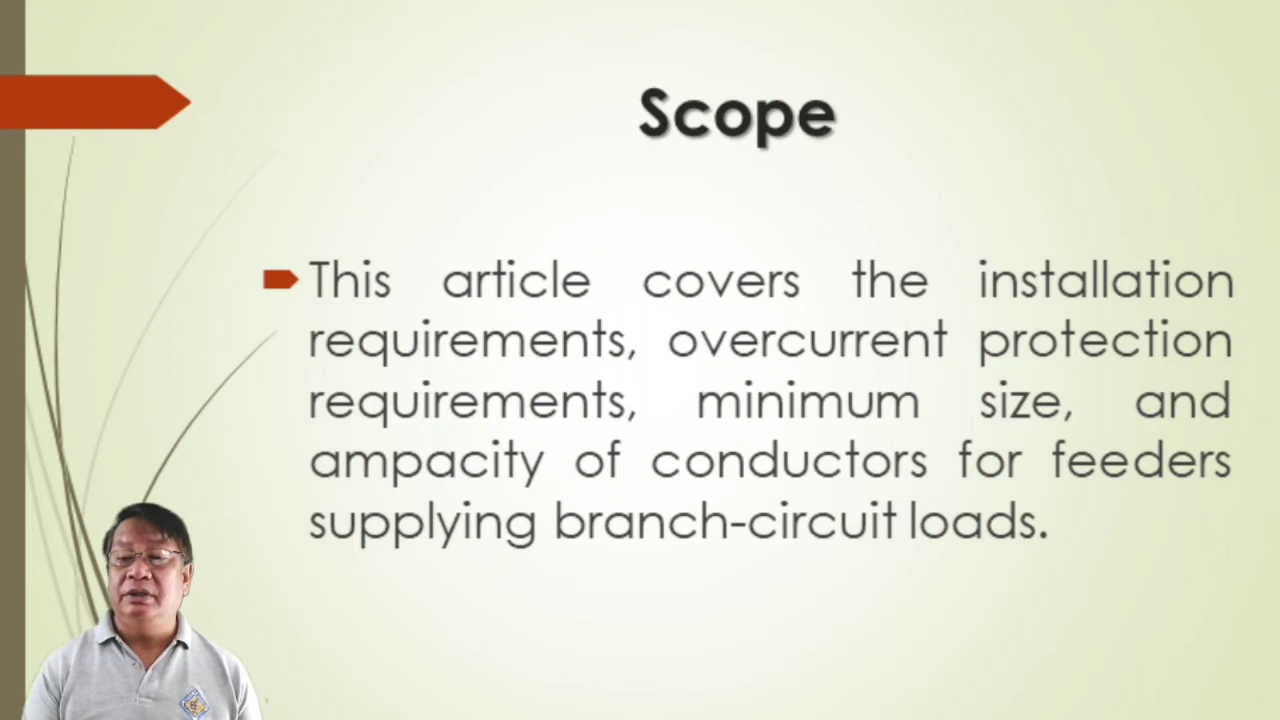 Scope
This article covers the installation
requirements, overcurrent protection
requirements, minimum size, and
ampacity of conductors for feeders
supplying branch-circuit loads.